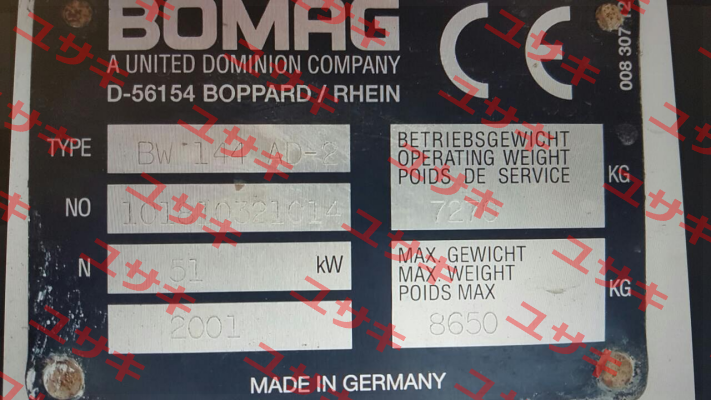 BOMAG
A UNITED DOMINION COMPANY
D-56154 BOPPARD / RHEIN
CE
008 307 12
TYPE BW 144 AD-2
NO
N 51 kW
2001
BETRIEBSGEWICHT
OPERATING WEIGHT
POIDS DE SERVICE
KG
MAX. GEWICHT
MAX. WEIGHT
POIDS MAX
8650 KG
MADE IN GERMANY
ユサキ